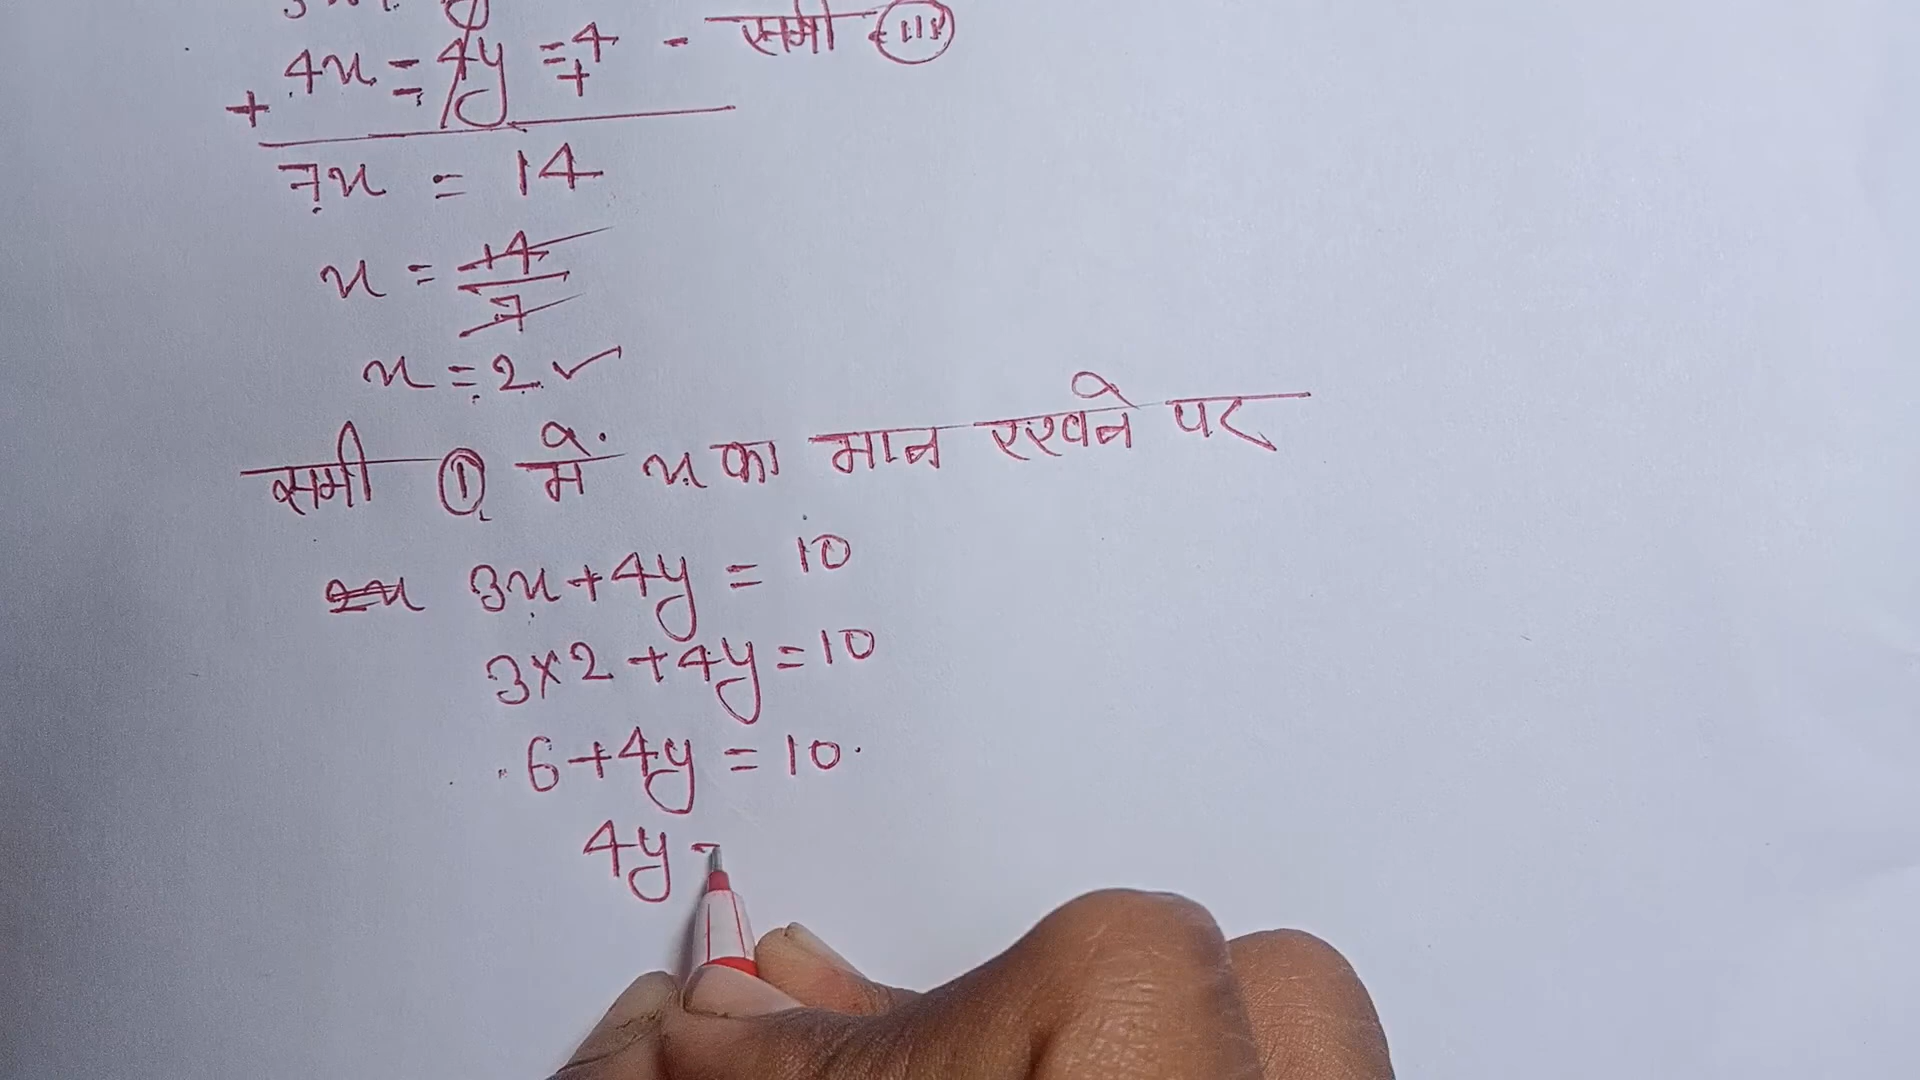 4x - 4y = 4 - समी (III)
+ - +
7x = 14
x = 14/7
x = 2 ✓
समी ① में x का मान रखने पर
3x + 4y = 10
3×2 + 4y = 10
6 + 4y = 10
4y -